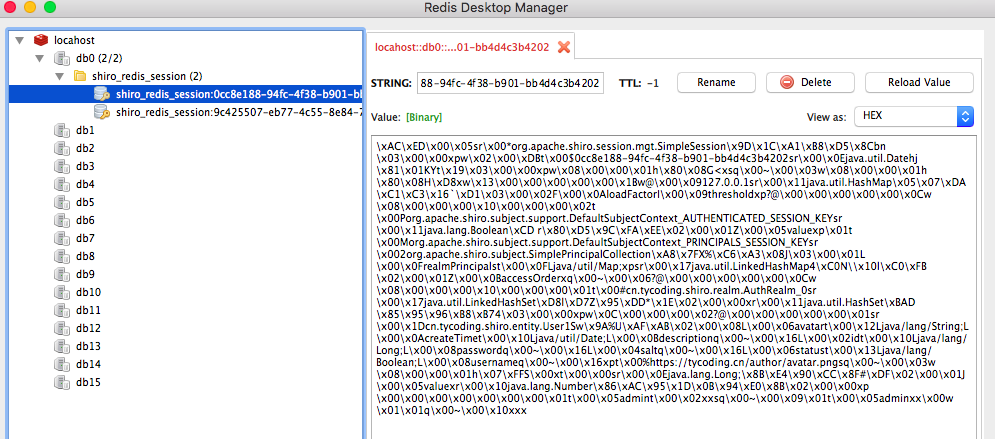 Redis Desktop Manager
locahost
db0 (2/2)
shiro_redis_session (2)
shiro_redis_session:0cc8e188-94fc-4f38-b901-bb
shiro_redis_session:9c425507-eb77-4c55-8e84-7
db1
db2
db3
db4
db5
db6
db7
db8
db9
db10
db11
db12
db13
db14
db15
locahost::db0::...01-bb4d4c3b4202
STRING: 88-94fc-4f38-b901-bb4d4c3b4202 TTL: -1 Rename Delete Reload Value
Value: [Binary] View as: HEX
\xAC\xED\x00\x05sr\x00*org.apache.shiro.session.mgt.SimpleSession\x9D\x1C\xA1\xB8\xD5\x8Cbn
\x03\x00\x00xpw\x02\x00\xDBt\x00$0cc8e188-94fc-4f38-b901-bb4d4c3b4202sr\x00\x0Ejava.util.Datehj
\x81\x01KYt\x19\x03\x00\x00xpw\x08\x00\x00\x01h\x80\x08G<xsq\x00~\x00\x03w\x08\x00\x00\x01h
\x80\x08H\xD8xw\x13\x00\x00\x00\x00\x00\x1Bw@\x00\x09127.0.0.1sr\x00\x11java.util.HashMap\x05\x07\xDA
\xC1\xC3\x16`\xD1\x03\x00\x02F\x00\x0AloadFactorI\x00\x09thresholdxp?@\x00\x00\x00\x00\x00\x0Cw
\x08\x00\x00\x00\x10\x00\x00\x00\x02t
\x00Porg.apache.shiro.subject.support.DefaultSubjectContext_AUTHENTICATED_SESSION_KEYsr
\x00\x11java.lang.Boolean\xCD r\x80\xD5\x9C\xFA\xEE\x02\x00\x01Z\x00\x05valuexp\x01t
\x00Morg.apache.shiro.subject.support.DefaultSubjectContext_PRINCIPALS_SESSION_KEYsr
\x002org.apache.shiro.subject.SimplePrincipalCollection\xA8\x7FX%\xC6\xA3\x08J\x03\x00\x01L
\x00\x0FrealmPrincipalst\x00\x0FLjava/util/Map;xpsr\x00\x17java.util.LinkedHashMap4\xC0N\\x10l\xC0\xFB
\x02\x00\x01Z\x00\x0BaccessOrderxq\x00~\x00\x06?@\x00\x00\x00\x00\x00\x0Cw
\x08\x00\x00\x00\x10\x00\x00\x00\x01t\x00#cn.tycoding.shiro.realm.AuthRealm_0sr
\x00\x17java.util.LinkedHashSet\xD8l\xD7Z\x95\xDD*\x1E\x02\x00\x00xr\x00\x11java.util.HashSet\xBAD
\x85\x95\x96\xB8\xB74\x03\x00\x00xpw\x0C\x00\x00\x00\x02?@\x00\x00\x00\x00\x00\x01sr
\x00\x1Dcn.tycoding.shiro.entity.User1Sw\x9A%U\xAF\xAB\x02\x00\x08L\x00\x06avatart\x00\x12Ljava/lang/String;L
\x00\x0AcreateTimet\x00\x10Ljava/util/Date;L\x00\x0Bdescriptionq\x00~\x00\x16L\x00\x02idt\x00\x10Ljava/lang/
Long;L\x00\x08passwordq\x00~\x00\x16L\x00\x04saltq\x00~\x00\x16L\x00\x06statust\x00\x13Ljava/lang/
Boolean;L\x00\x08usernameq\x00~\x00\x16xpt\x00%https://tycoding.cn/author/avatar.pngsq\x00~\x00\x03w
\x08\x00\x00\x01h\x07\xFFS\x00xt\x00\x00sr\x00\x0Ejava.lang.Long;\x8B\xE4\x90\xCC\x8F#\xDF\x02\x00\x01J
\x00\x05valuexr\x00\x10java.lang.Number\x86\xAC\x95\x1D\x0B\x94\xE0\x8B\x02\x00\x00xp
\x00\x00\x00\x00\x00\x00\x00\x01t\x00\x05admint\x00\x02xxsq\x00~\x00\x09\x01t\x00\x05adminxx\x00w
\x01\x01q\x00~\x00\x10xxx